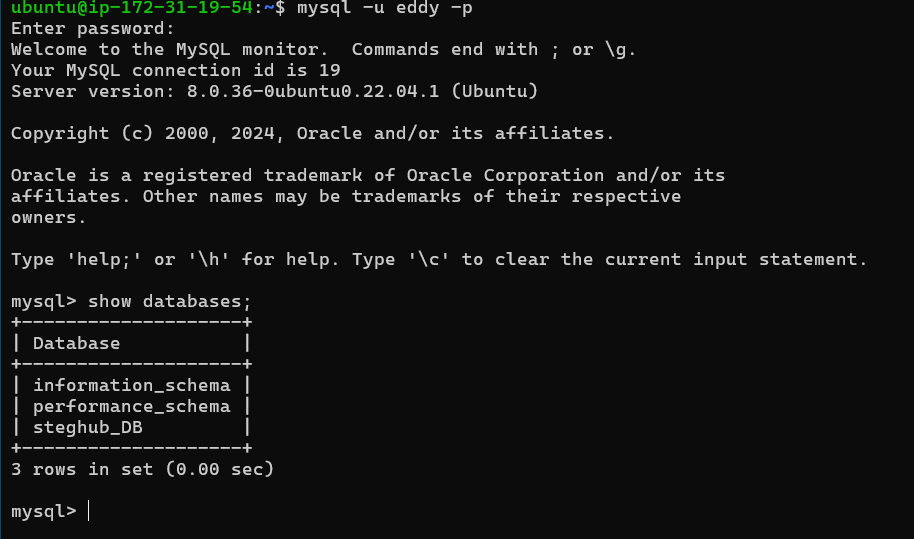 ubuntu@ip-172-31-19-54:~$ mysql -u eddy -p
Enter password:
Welcome to the MySQL monitor.  Commands end with ; or \g.
Your MySQL connection id is 19
Server version: 8.0.36-0ubuntu0.22.04.1 (Ubuntu)

Copyright (c) 2000, 2024, Oracle and/or its affiliates.

Oracle is a registered trademark of Oracle Corporation and/or its
affiliates. Other names may be trademarks of their respective
owners.

Type 'help;' or '\h' for help. Type '\c' to clear the current input statement.

mysql> show databases;
+--------------------+
| Database           |
+--------------------+
| information_schema |
| performance_schema |
| steghub_DB         |
+--------------------+
3 rows in set (0.00 sec)

mysql>